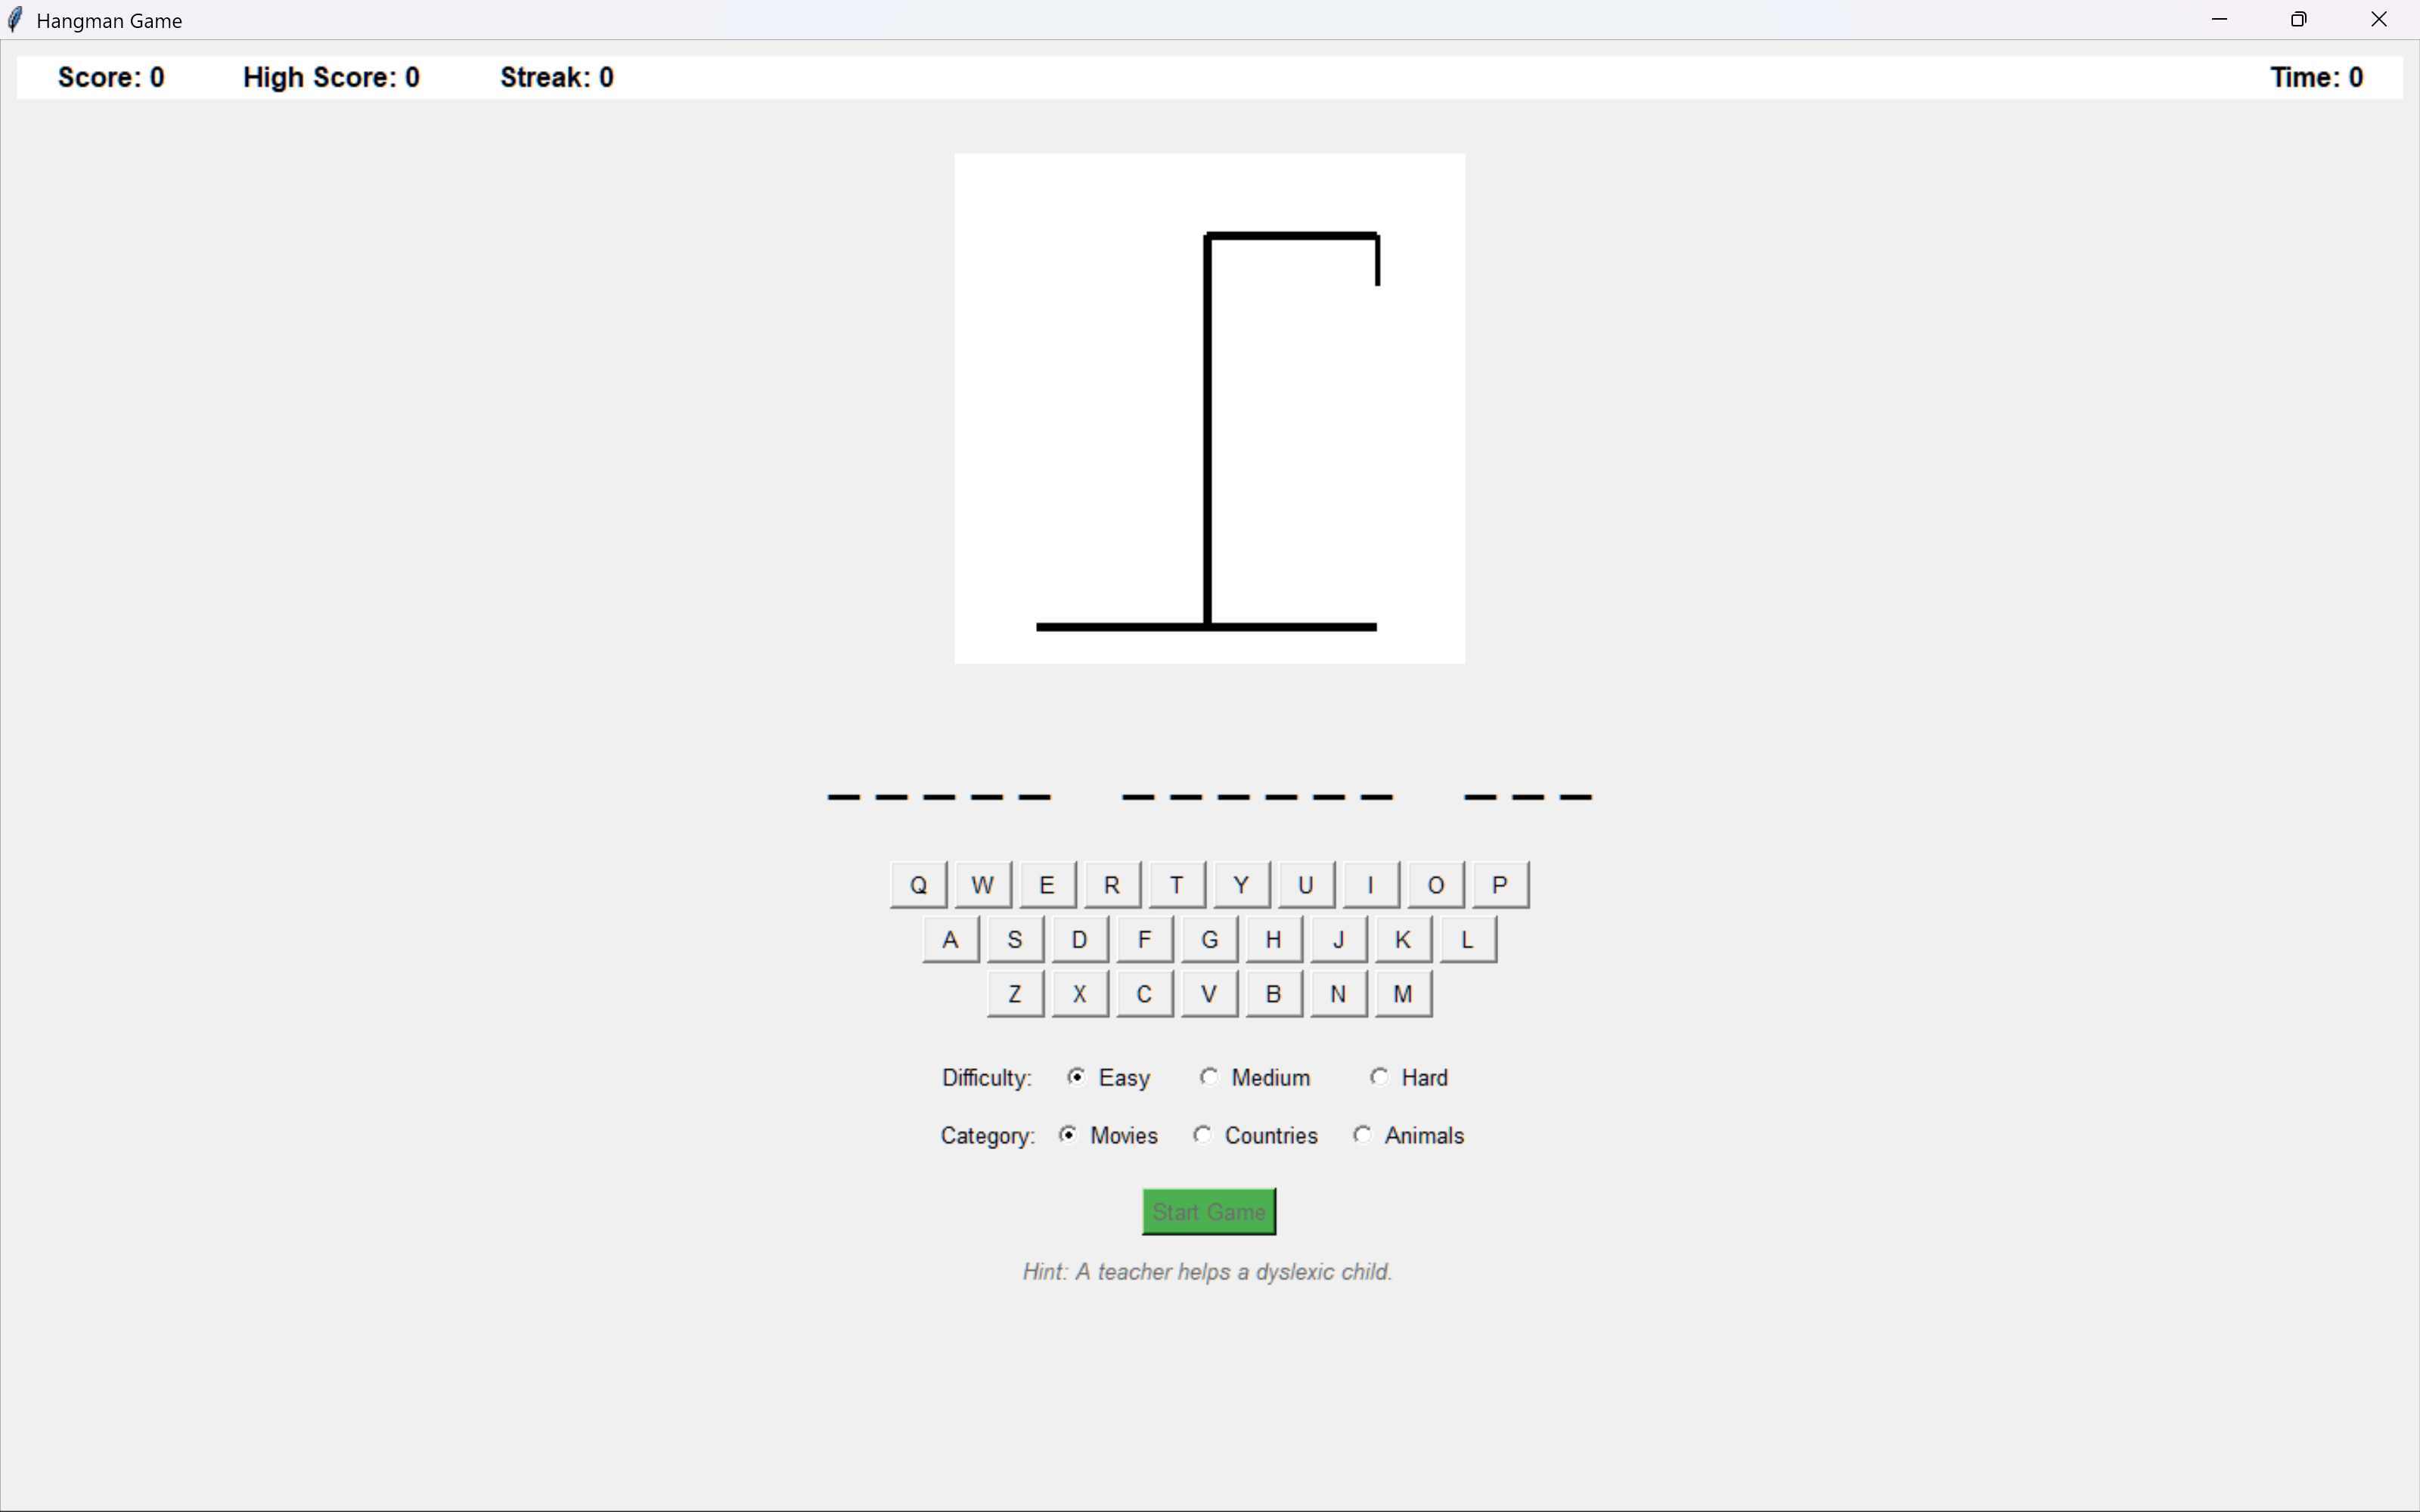 Hangman Game
Score: 0 High Score: 0 Streak: 0 Time: 0
_ _ _ _ _ _ _ _ _ _ _ _ _ _
Q W E R T Y U I O P
A S D F G H J K L
Z X C V B N M
Difficulty: Easy Medium Hard
Category: Movies Countries Animals
Start Game
Hint: A teacher helps a dyslexic child.